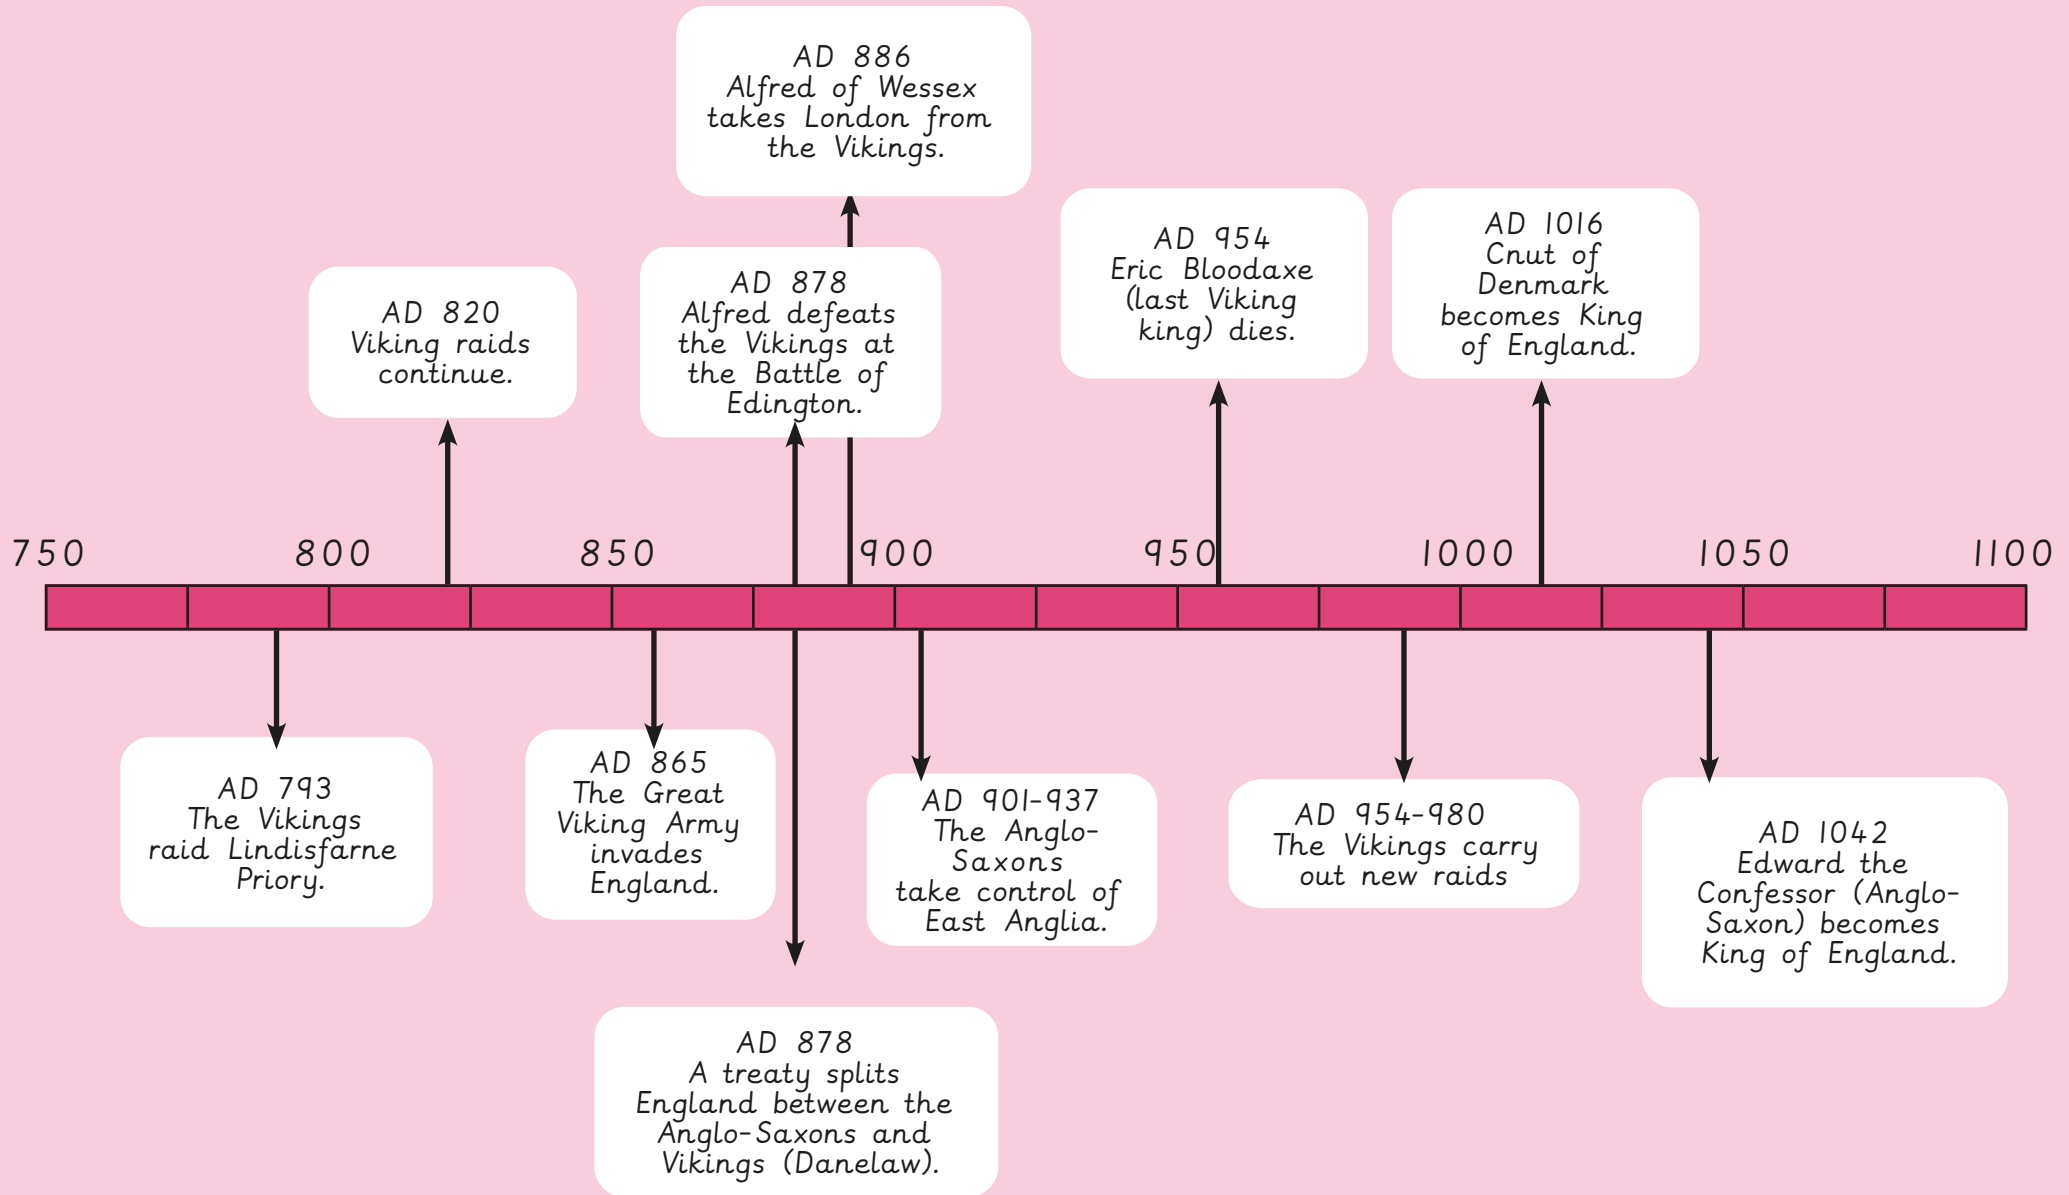 AD 886
Alfred of Wessex
takes London from
the Vikings.
AD 820
Viking raids
continue.
AD 878
Alfred defeats
the Vikings at
the Battle of
Edington.
AD 954
Eric Bloodaxe
(last Viking
king) dies.
AD 1016
Cnut of
Denmark
becomes King
of England.
750 800 850 900 950 1000 1050 1100
AD 793
The Vikings
raid Lindisfarne
Priory.
AD 865
The Great
Viking Army
invades
England.
AD 901-937
The Anglo-
Saxons
take control of
East Anglia.
AD 954-980
The Vikings carry
out new raids
AD 1042
Edward the
Confessor (Anglo-
Saxon) becomes
King of England.
AD 878
A treaty splits
England between the
Anglo-Saxons and
Vikings (Danelaw).